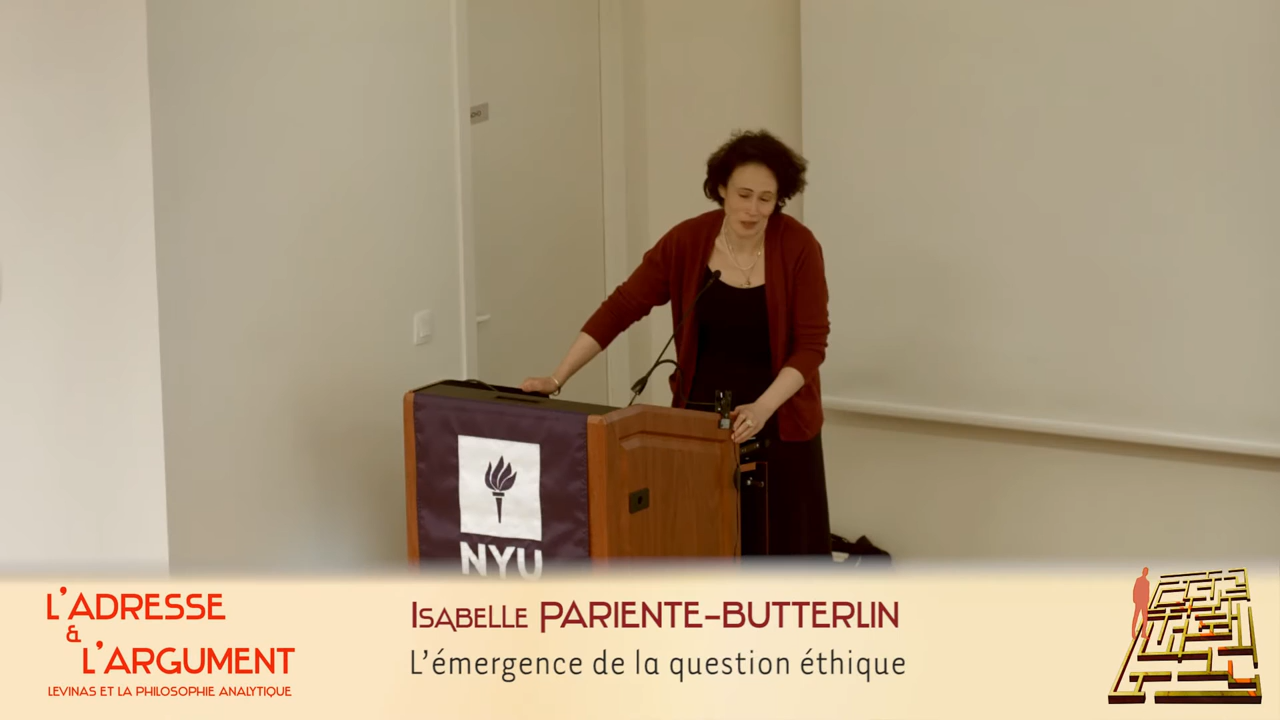 NYU
L'ADRESSE
&
L'ARGUMENT
LEVINAS ET LA PHILOSOPHIE ANALYTIQUE
ISABELLE PARIENTE-BUTTERLIN
L'émergence de la question éthique